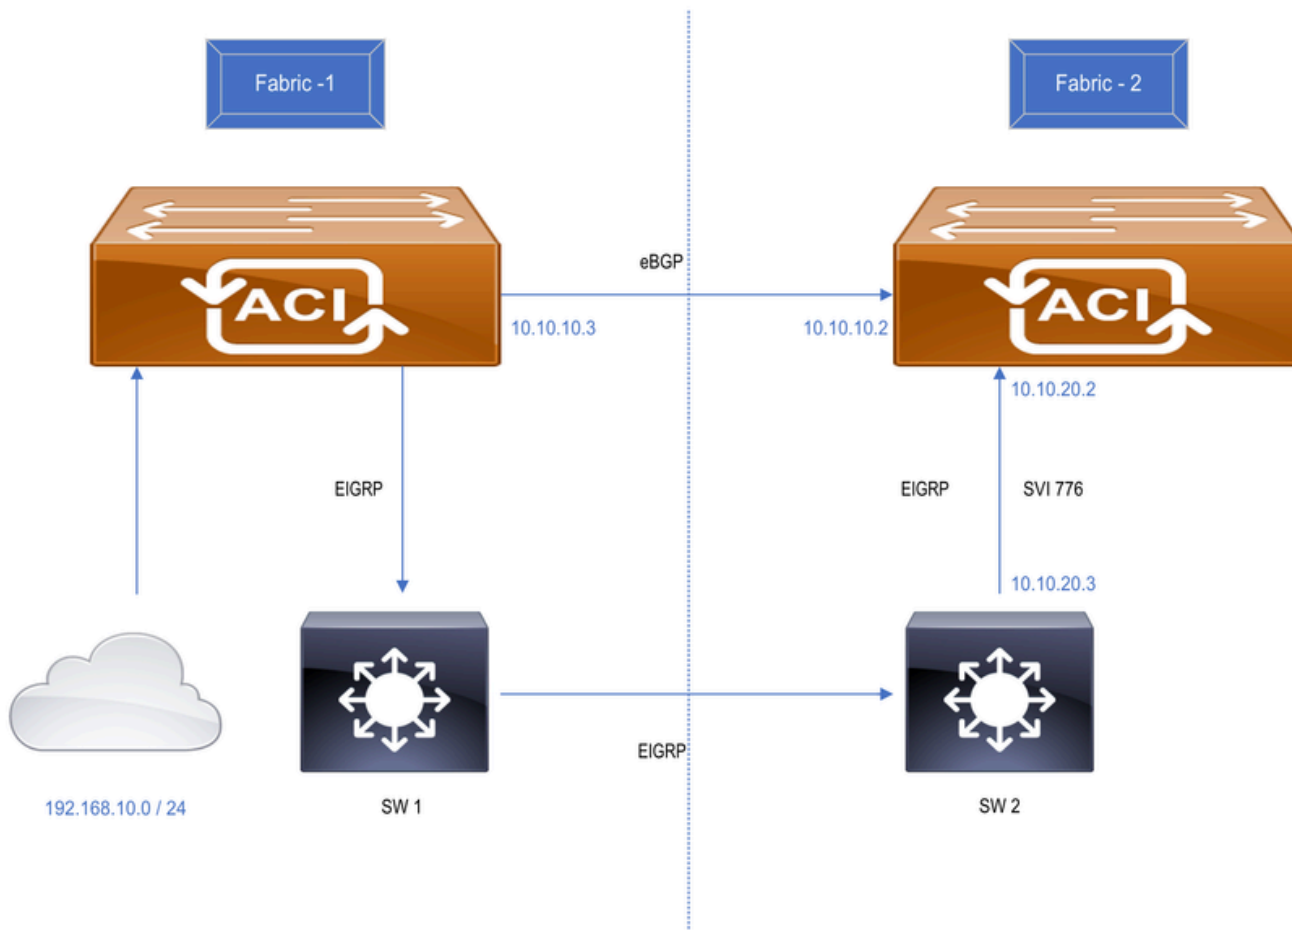 Fabric -1
Fabric - 2
eBGP
ACI
ACI
10.10.10.3
10.10.10.2
10.10.20.2
EIGRP
EIGRP
SVI 776
10.10.20.3
EIGRP
192.168.10.0 / 24
SW 1
SW 2